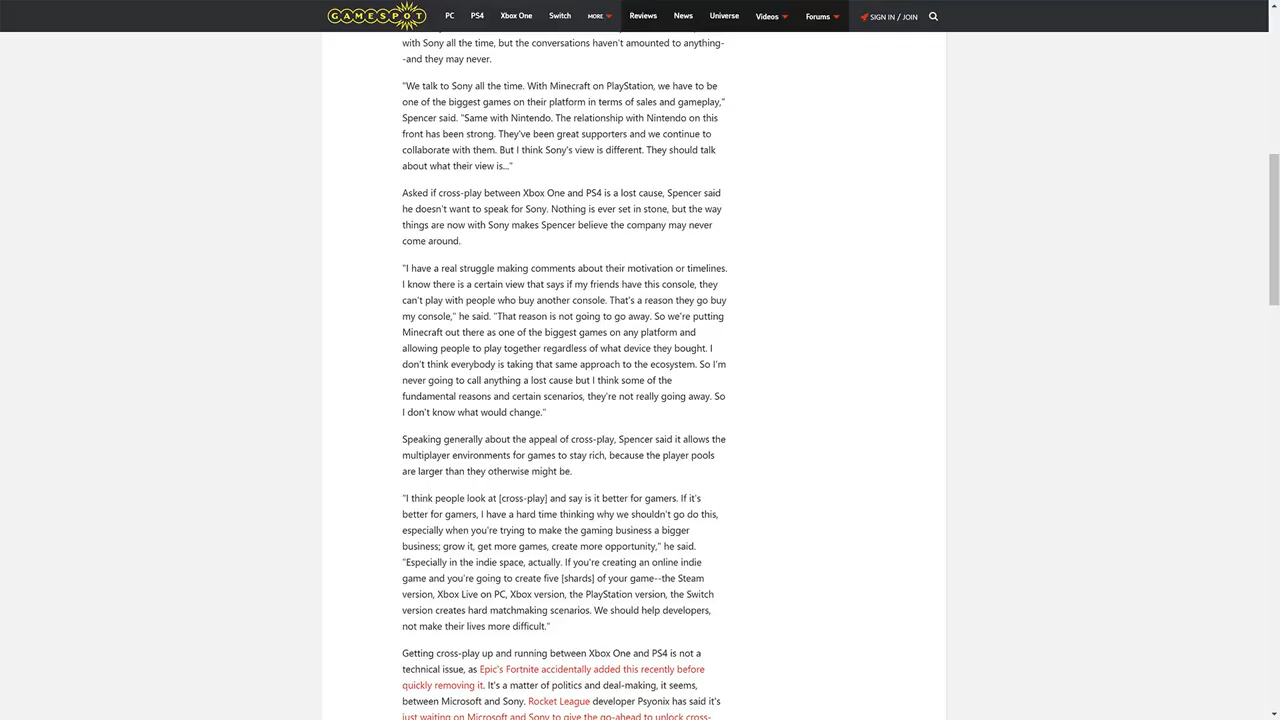 GAMESPOT PC PS4 Xbox One Switch MORE Reviews News Universe Videos Forums SIGN IN / JOIN
with Sony all the time, but the conversations haven't amounted to anything-
-and they may never.
"We talk to Sony all the time. With Minecraft on PlayStation, we have to be
one of the biggest games on their platform in terms of sales and gameplay,"
Spencer said. "Same with Nintendo. The relationship with Nintendo on this
front has been strong. They've been great supporters and we continue to
collaborate with them. But I think Sony's view is different. They should talk
about what their view is..."
Asked if cross-play between Xbox One and PS4 is a lost cause, Spencer said
he doesn't want to speak for Sony. Nothing is ever set in stone, but the way
things are now with Sony makes Spencer believe the company may never
come around.
"I have a real struggle making comments about their motivation or timelines.
I know there is a certain view that says if my friends have this console, they
can't play with people who buy another console. That's a reason they go buy
my console," he said. "That reason is not going to go away. So we're putting
Minecraft out there as one of the biggest games on any platform and
allowing people to play together regardless of what device they bought. I
don't think everybody is taking that same approach to the ecosystem. So I'm
never going to call anything a lost cause but I think some of the
fundamental reasons and certain scenarios, they're not really going away. So
I don't know what would change."
Speaking generally about the appeal of cross-play, Spencer said it allows the
multiplayer environments for games to stay rich, because the player pools
are larger than they otherwise might be.
"I think people look at [cross-play] and say is it better for gamers. If it's
better for gamers, I have a hard time thinking why we shouldn't go do this,
especially when you're trying to make the gaming business a bigger
business; grow it, get more games, create more opportunity," he said.
"Especially in the indie space, actually. If you're creating an online indie
game and you're going to create five [shards] of your game--the Steam
version, Xbox Live on PC, Xbox version, the PlayStation version, the Switch
version creates hard matchmaking scenarios. We should help developers,
not make their lives more difficult."
Getting cross-play up and running between Xbox One and PS4 is not a
technical issue, as Epic's Fortnite accidentally added this recently before
quickly removing it. It's a matter of politics and deal-making, it seems,
between Microsoft and Sony. Rocket League developer Psyonix has said it's
just waiting on Microsoft and Sony to give the go-ahead to unlock cross-